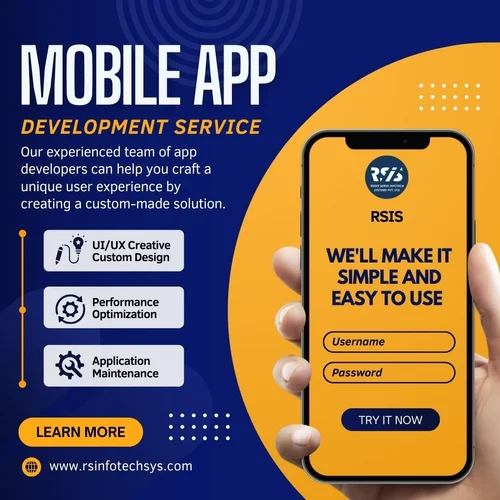 MOBILE APP
DEVELOPMENT SERVICE
Our experienced team of app
developers can help you craft a
unique user experience by
creating a custom-made solution.
UI/UX Creative
Custom Design
Performance
Optimization
Application
Maintenance
LEARN MORE
www.rsinfotechsys.com
RSIS
RSIS
WE'LL MAKE IT
SIMPLE AND
EASY TO USE
Username
Password
TRY IT NOW